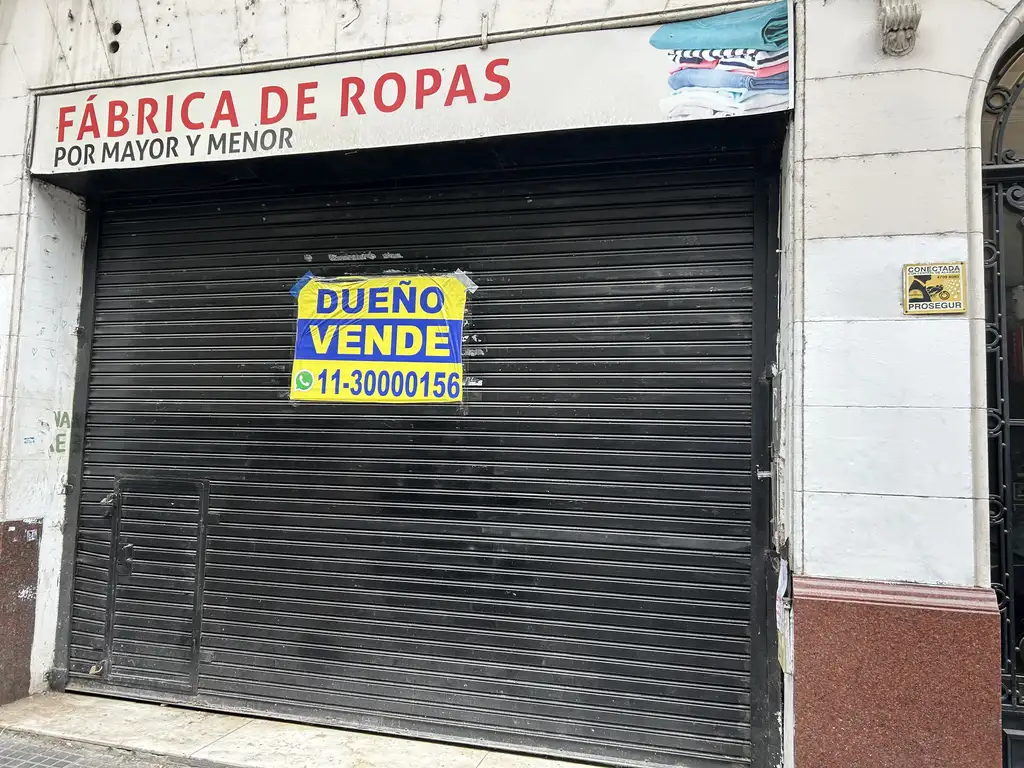 FÁBRICA DE ROPAS
POR MAYOR Y MENOR
DUEÑO
VENDE
11-30000156
CONECTADA
PROSEGUR